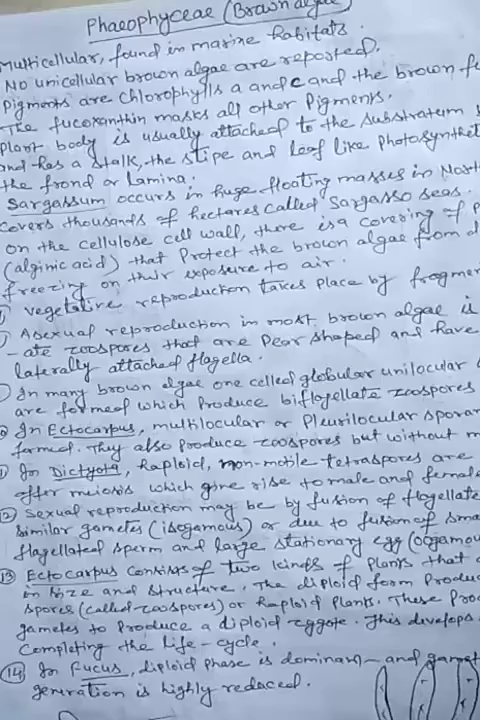 Phaeophyceae (Brown algae)
Multicellular, found in marine habitats.
No unicellular brown algae are reported.
Pigments are Chlorophylls a and c and the brown
The fucoxanthin masks all other Pigments.
Plant body is usually attached to the substratum
and has a stalk, the stipe and leaf like Photosynthet
the frond or Lamina.
Sargassum occurs in huge floating masses in
covers thousands of hectares called Sargasso seas.
on the cellulose cell wall, there is a covering of
(alginic acid) that Protect the brown algae from
freezing on their exposure to air.
vegetative reproduction takes place by fragmen
Asexual reproduction in most brown algae is
-ate zoospores that are Pear shaped and have
laterally attached flagella.
In many brown algae one celled globular unilocular
are formed which Produce biflagellate zoospores
In Ectocarpus, multilocular or Plurilocular sporan
formed. They also produce zoospores but without m
In Dictyota, haploid, non-motile tetraspores are
after meiosis which give rise to male and female
(12) Sexual reproduction may be by fusion of flagellate
similar gametes (isogamous) or due to fusion of sma
flagellated sperm and large stationary egg (oogamou
(13) Ectocarpus consists of two kinds of Plants that
in size and structure. The diploid form Produc
spores (called zoospores) or haploid Plants. These Pro
gametes to Produce a diploid zygote. This develops
completing the life-cycle.
(14) In Fucus, diploid phase is dominant and gamet
generation is highly reduced.